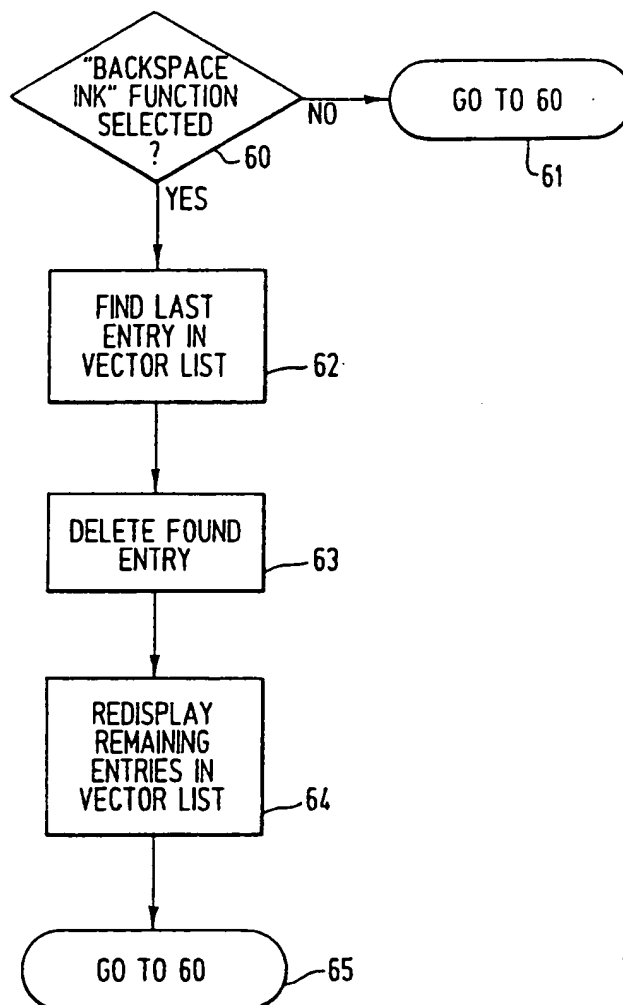 "BACKSPACE
INK" FUNCTION
SELECTED
?
60
NO
GO TO 60
61
YES
FIND LAST
ENTRY IN
VECTOR LIST
62
DELETE FOUND
ENTRY
63
REDISPLAY
REMAINING
ENTRIES IN
VECTOR LIST
64
GO TO 60
65